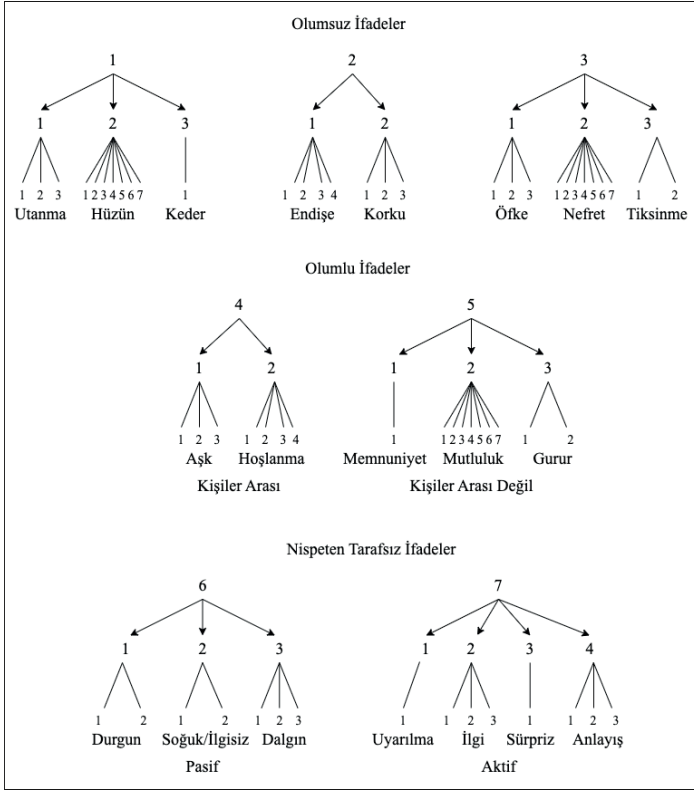 Olumsuz İfadeler
1 2 3
1 2 3 1 2 1 2 3
1 2 3 1 2 3 4 5 6 7 1 1 2 3 4 1 2 3 1 2 3 1 2 3 4 5 6 7 1 2
Utanma Hüzün Keder Endişe Korku Öfke Nefret Tiksinme
Olumlu İfadeler
4 5
1 2 1 2 3
1 2 3 1 2 3 4 1 1 2 3 4 5 6 7 1 2
Aşk Hoşlanma Memnuniyet Mutluluk Gurur
Kişiler Arası Kişiler Arası Değil
Nispeten Tarafsız İfadeler
6 7
1 2 3 1 2 3 4
1 2 1 2 1 2 3 1 1 2 3 1 1 2 3
Durgun Soğuk/İlgisiz Dalgın Uyarılma İlgi Sürpriz Anlayış
Pasif Aktif